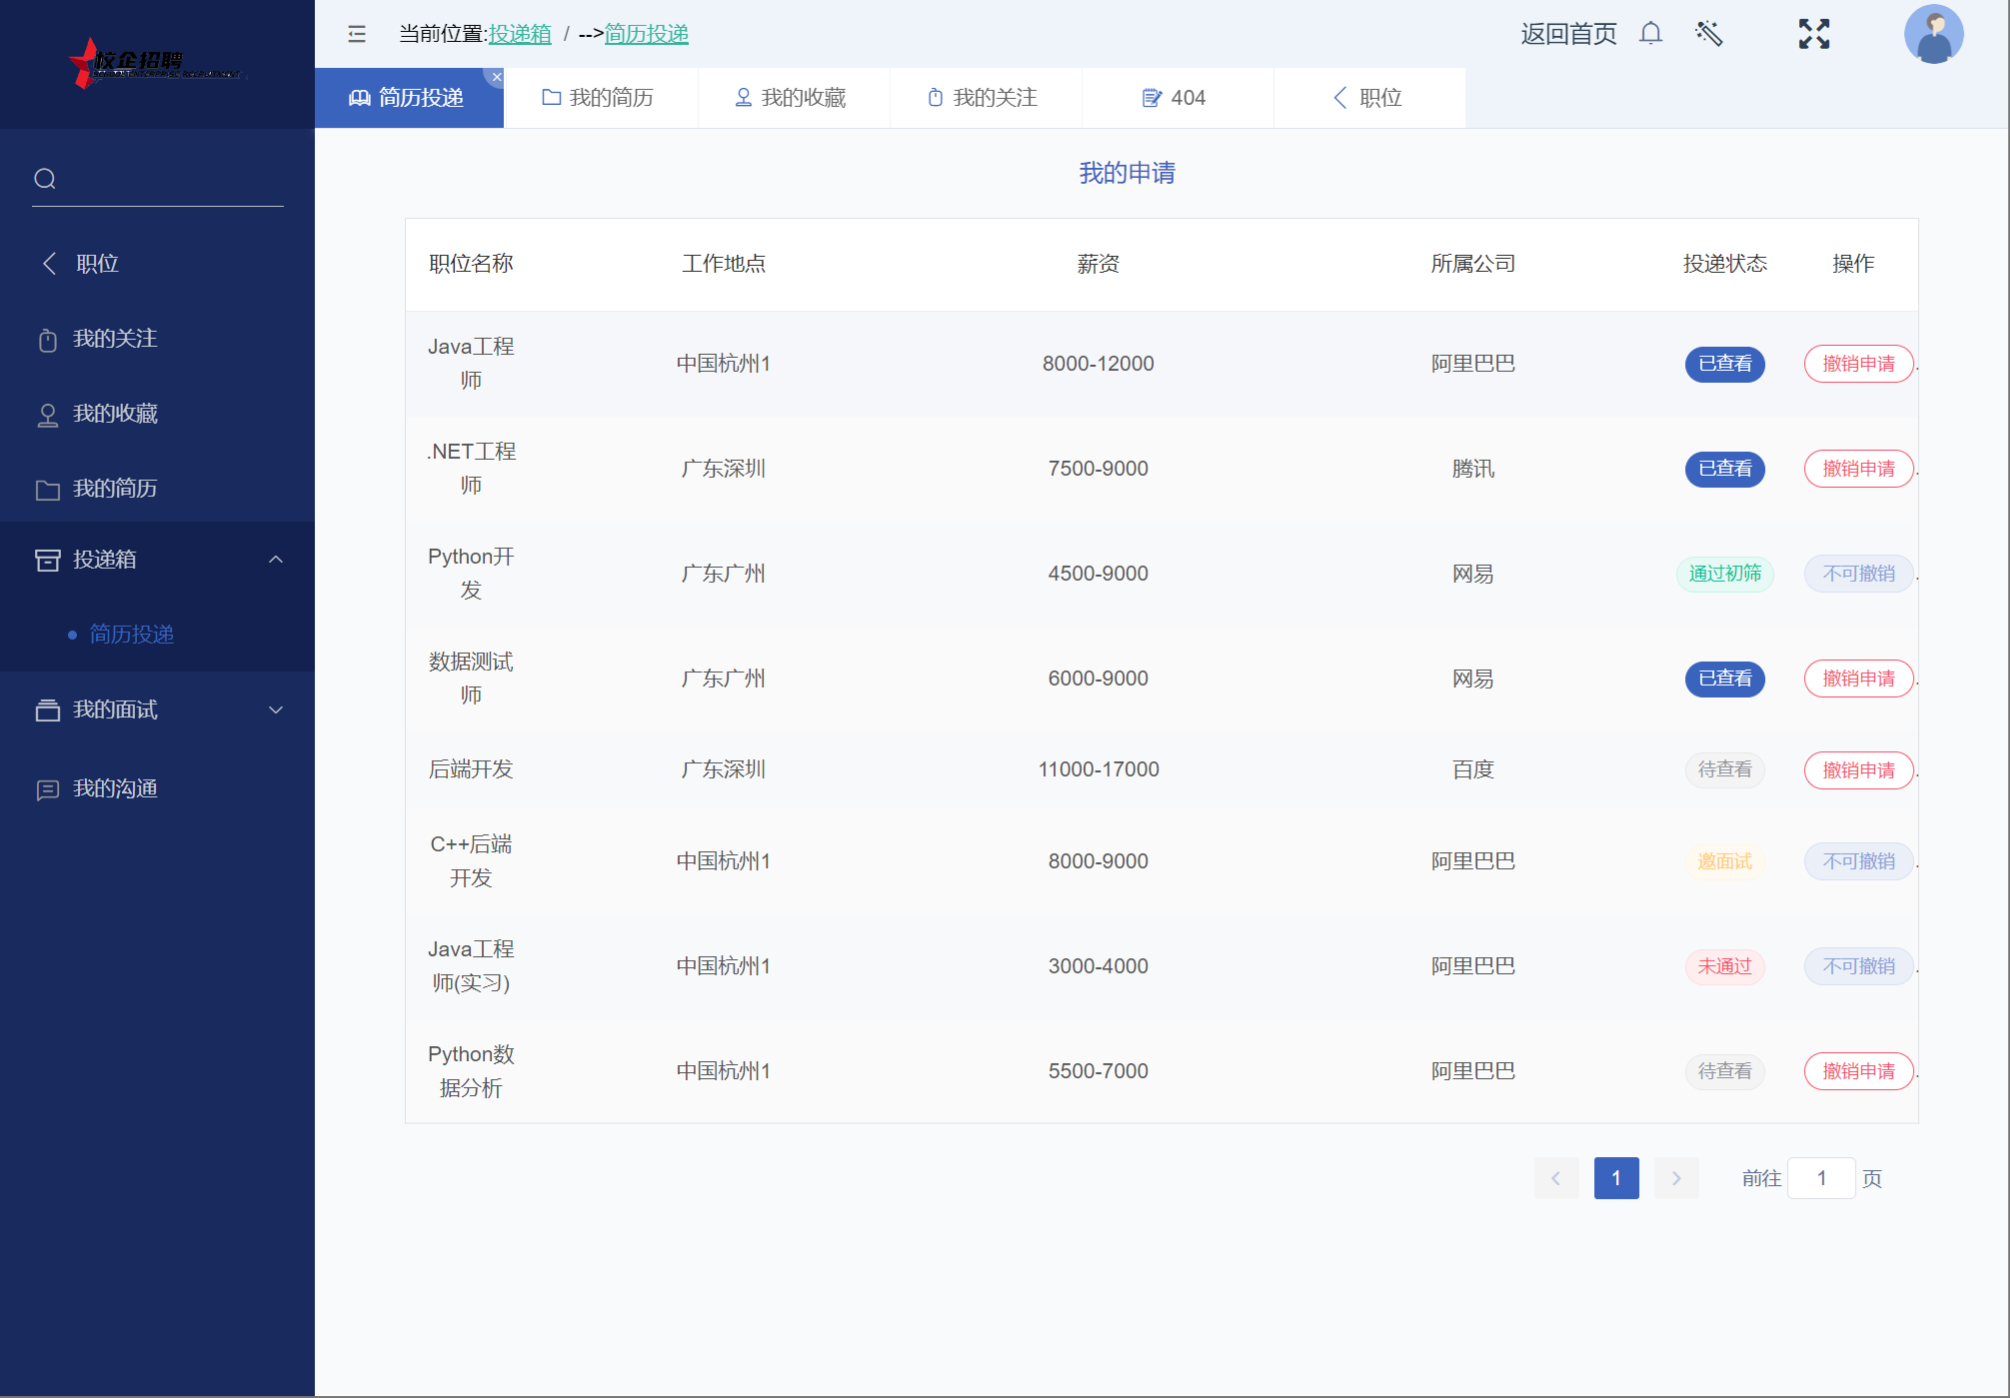 校企招聘
当前位置:投递箱 / -->简历投递
返回首页
简历投递
我的简历
我的收藏
我的关注
404
职位
职位
我的关注
我的收藏
我的简历
投递箱
简历投递
我的面试
我的沟通
我的申请
职位名称 工作地点 薪资 所属公司 投递状态 操作
Java工程
师 中国杭州1 8000-12000 阿里巴巴 已查看 撤销申请
.NET工程
师 广东深圳 7500-9000 腾讯 已查看 撤销申请
Python开
发 广东广州 4500-9000 网易 通过初筛 不可撤销
数据测试
师 广东广州 6000-9000 网易 已查看 撤销申请
后端开发 广东深圳 11000-17000 百度 待查看 撤销申请
C++后端
开发 中国杭州1 8000-9000 阿里巴巴 邀面试 不可撤销
Java工程
师(实习) 中国杭州1 3000-4000 阿里巴巴 未通过 不可撤销
Python数
据分析 中国杭州1 5500-7000 阿里巴巴 待查看 撤销申请
1 前往 1 页